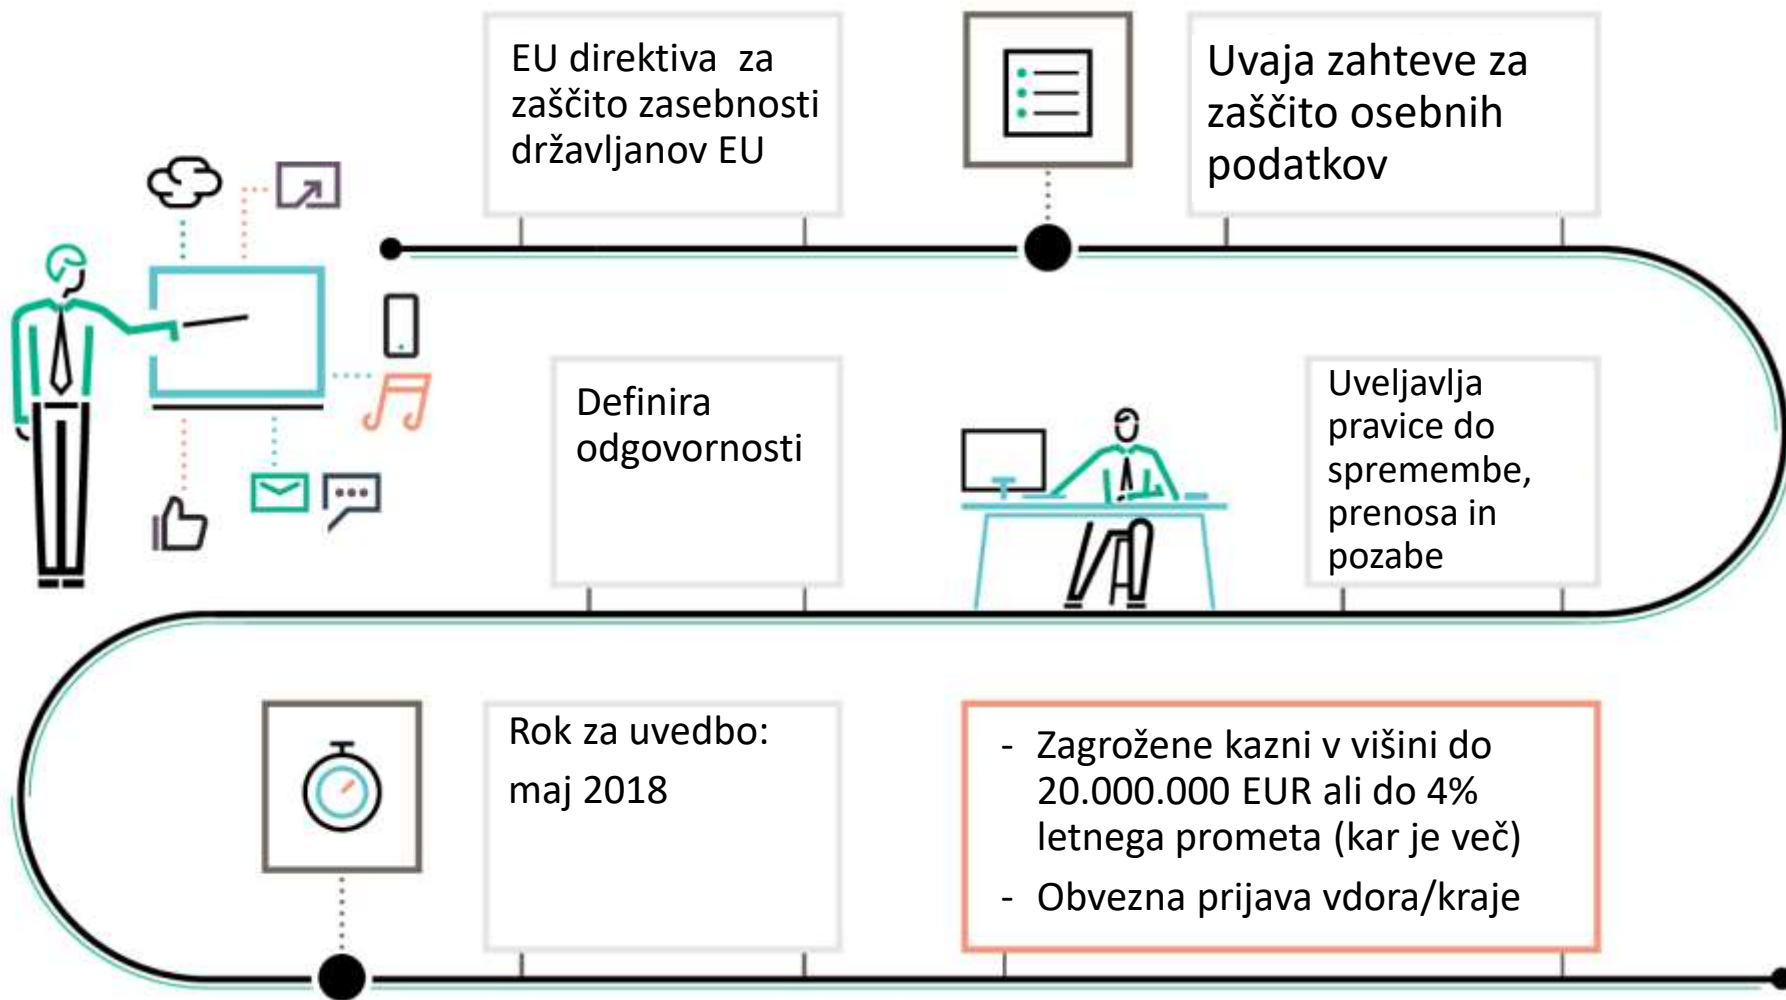 EU direktiva za
zaščito zasebnosti
državljanov EU
Uvaja zahteve za
zaščito osebnih
podatkov
Definira
odgovornosti
Uveljavlja
pravice do
spremembe,
prenosa in
pozabe
Rok za uvedbo:
maj 2018
- Zagrožene kazni v višini do
20.000.000 EUR ali do 4%
letnega prometa (kar je več)
- Obvezna prijava vdora/kraje